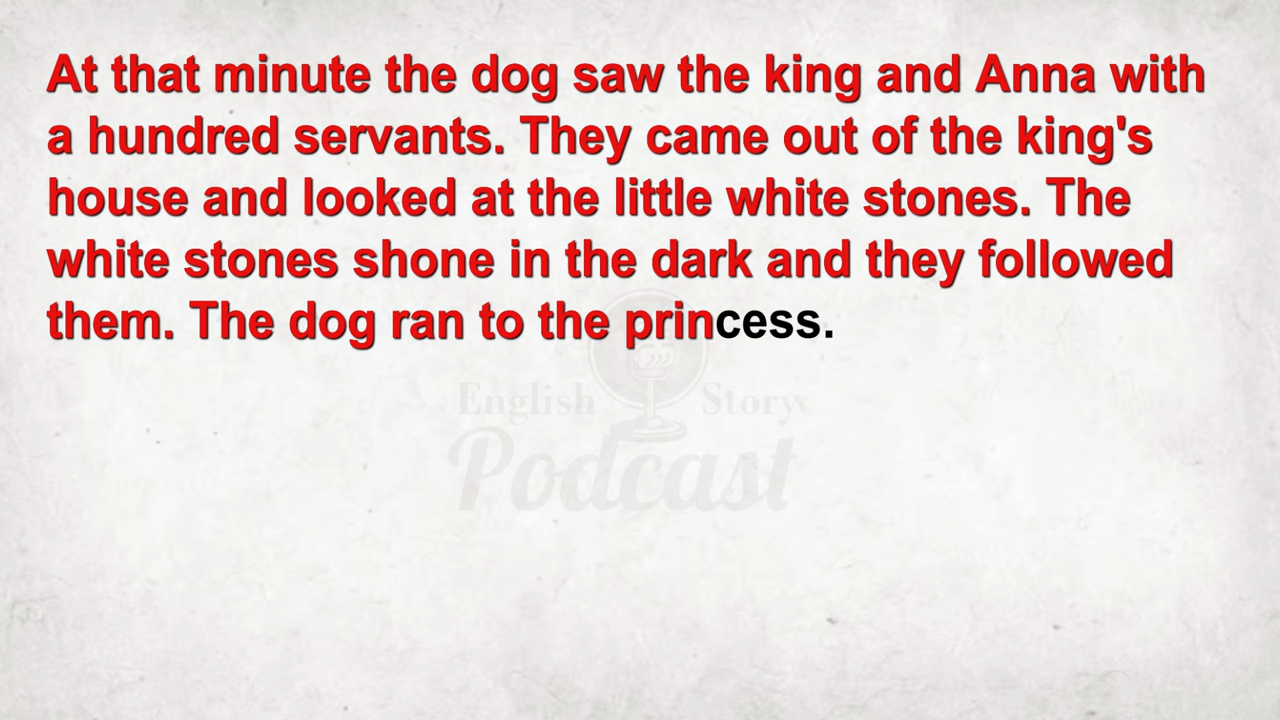 At that minute the dog saw the king and Anna with
a hundred servants. They came out of the king's
house and looked at the little white stones. The
white stones shone in the dark and they followed
them. The dog ran to the princess.
English Story
Podcast